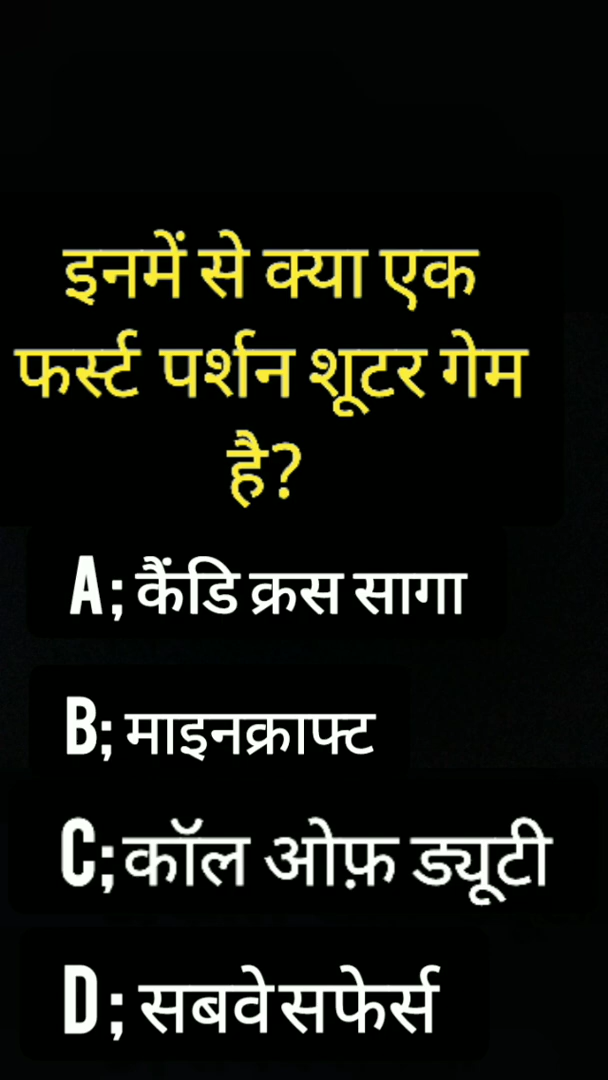 इनमें से क्या एक
फर्स्ट पर्शन शूटर गेम
है?
A; कैंडि क्रस सागा
B; माइनक्राफ्ट
C;कॉल ओफ़ ड्यूटी
D; सबवेसफेर्स